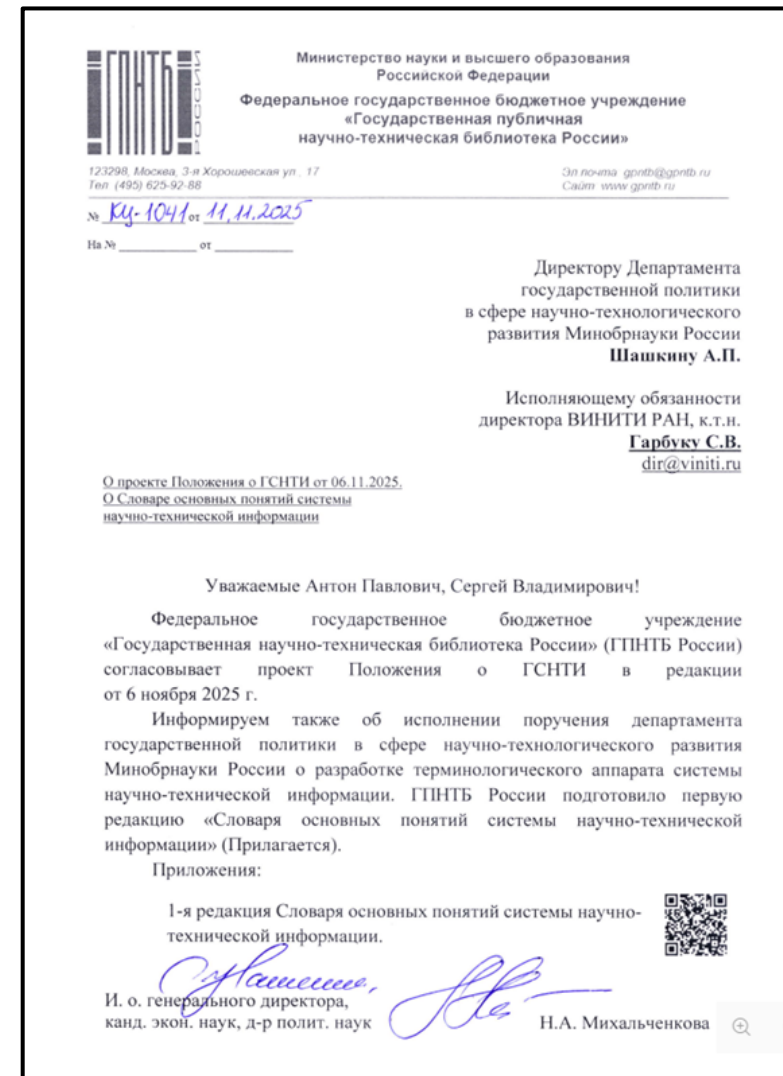 ГПНТБ
РОССИИ
Министерство науки и высшего образования
Российской Федерации
Федеральное государственное бюджетное учреждение
«Государственная публичная
научно-техническая библиотека России»
123298, Москва, 3-я Хорошевская ул., 17
Тел. (495) 625-92-88
Эл.почта gpntb@gpntb.ru
Сайт www.gpntb.ru
№ КИ-1041 от 11.11.2025
На № ____________ от ____________
Директору Департамента
государственной политики
в сфере научно-технологического
развития Минобрнауки России
Шашкину А.П.
Исполняющему обязанности
директора ВИНИТИ РАН, к.т.н.
Гарбуку С.В.
dir@viniti.ru
О проекте Положения о ГСНТИ от 06.11.2025.
О Словаре основных понятий системы
научно-технической информации
Уважаемые Антон Павлович, Сергей Владимирович!
Федеральное государственное бюджетное учреждение
«Государственная научно-техническая библиотека России» (ГПНТБ России)
согласовывает проект Положения о ГСНТИ в редакции
от 6 ноября 2025 г.
Информируем также об исполнении поручения департамента
государственной политики в сфере научно-технологического развития
Минобрнауки России о разработке терминологического аппарата системы
научно-технической информации. ГПНТБ России подготовило первую
редакцию «Словаря основных понятий системы научно-технической
информации» (Прилагается).
Приложения:
1-я редакция Словаря основных понятий системы научно-
технической информации.
И. о. генерального директора,
канд. экон. наук, д-р полит. наук
Н.А. Михальченкова